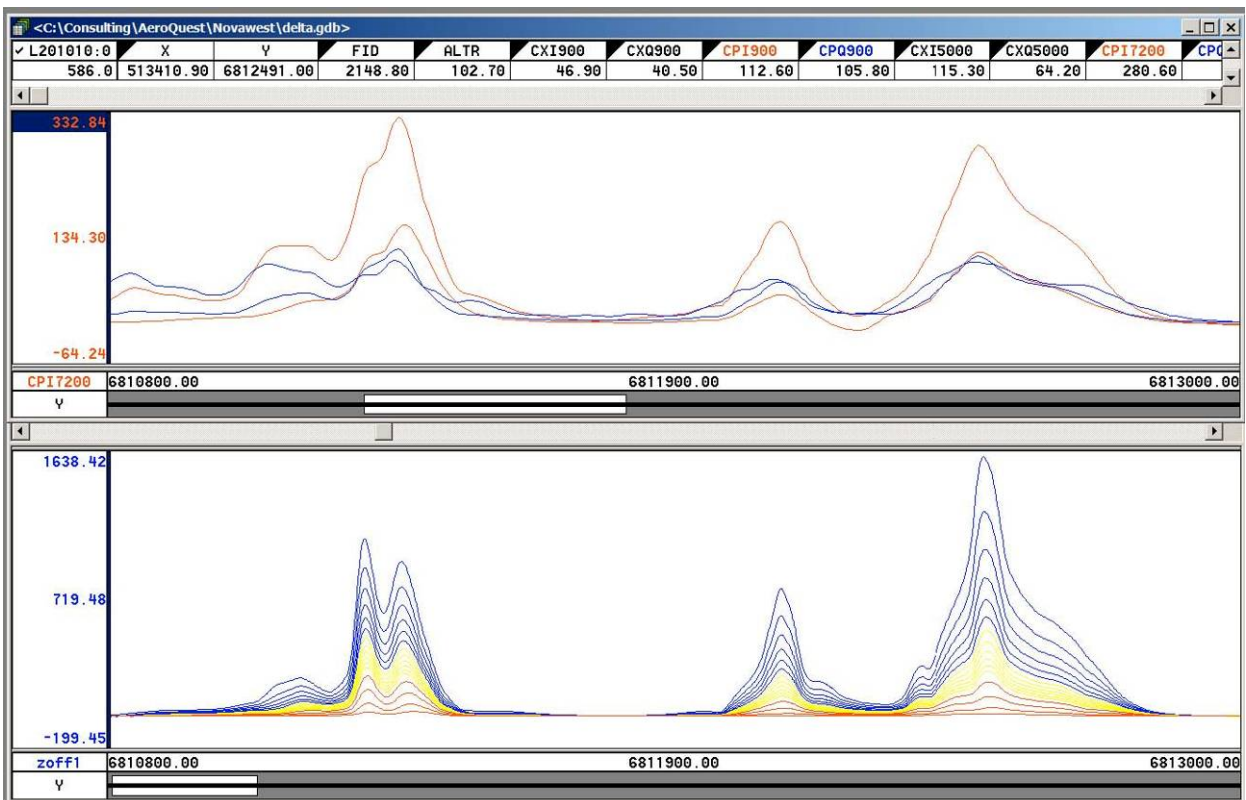 <C:\Consulting\AeroQuest\Novawest\delta.gdb>
✓ L201010:0 X Y FID ALTR CXI900 CXQ900 CPI900 CPQ900 CXI5000 CXQ5000 CPI7200
586.0 513410.90 6812491.00 2148.80 102.70 46.90 40.50 112.60 105.80 115.30 64.20 280.60
332.84
134.30
-64.24
CPI7200 6810800.00 6811900.00 6813000.00
Y
1638.42
719.48
-199.45
zoff1 6810800.00 6811900.00 6813000.00
Y